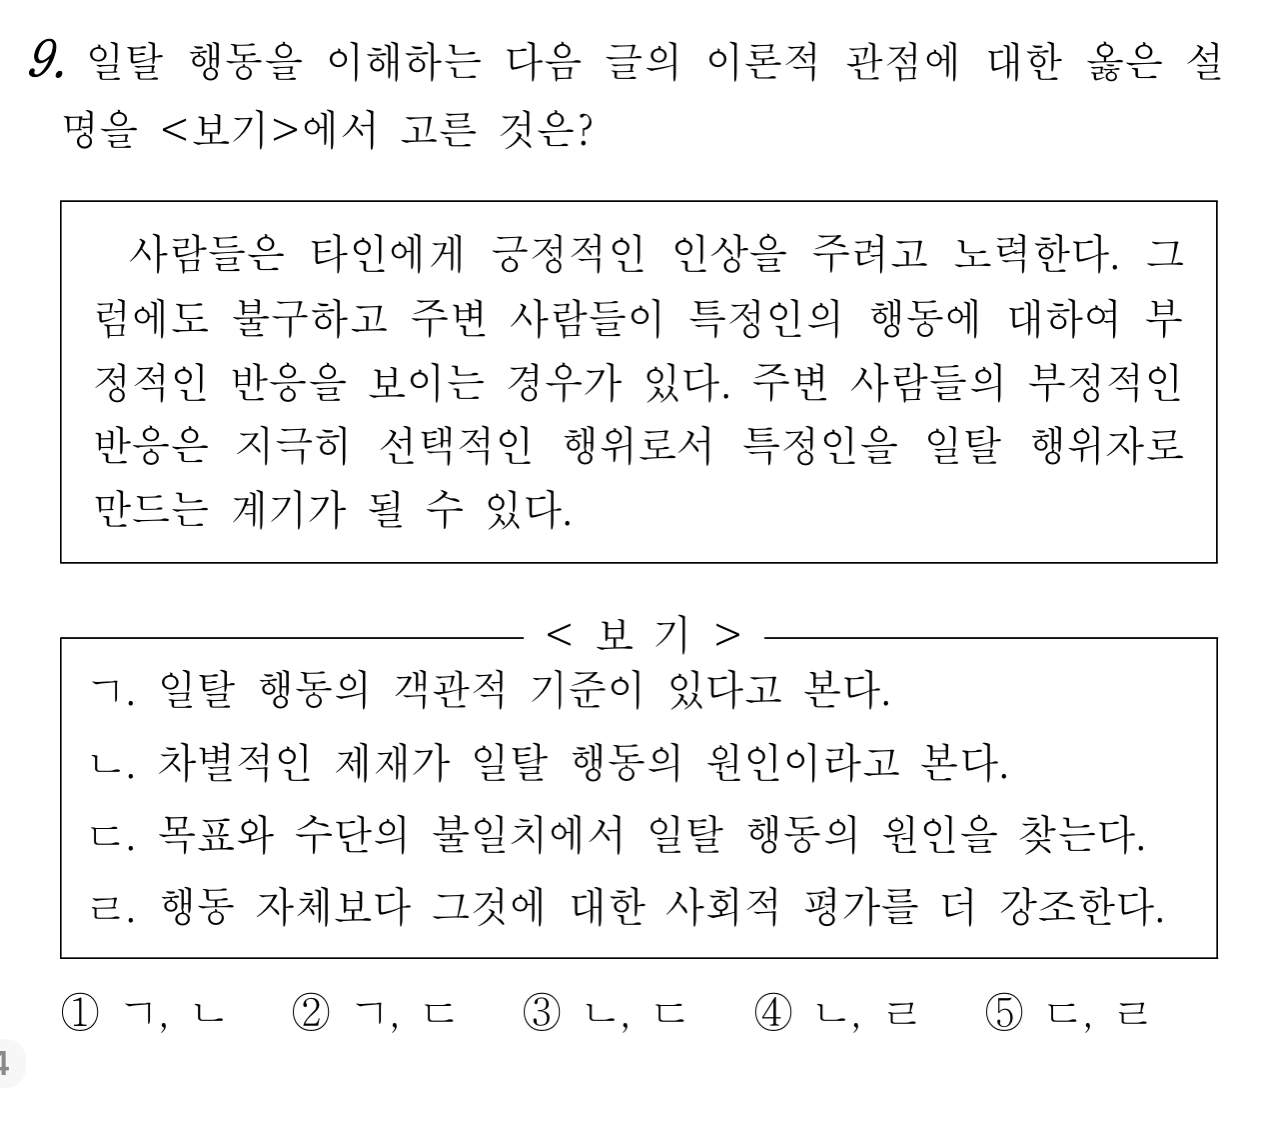 9. 일탈 행동을 이해하는 다음 글의 이론적 관점에 대한 옳은 설
명을 <보기>에서 고른 것은?
사람들은 타인에게 긍정적인 인상을 주려고 노력한다. 그
럼에도 불구하고 주변 사람들이 특정인의 행동에 대하여 부
정적인 반응을 보이는 경우가 있다. 주변 사람들의 부정적인
반응은 지극히 선택적인 행위로서 특정인을 일탈 행위자로
만드는 계기가 될 수 있다.
< 보 기 >
ㄱ. 일탈 행동의 객관적 기준이 있다고 본다.
ㄴ. 차별적인 제재가 일탈 행동의 원인이라고 본다.
ㄷ. 목표와 수단의 불일치에서 일탈 행동의 원인을 찾는다.
ㄹ. 행동 자체보다 그것에 대한 사회적 평가를 더 강조한다.
① ㄱ, ㄴ ② ㄱ, ㄷ ③ ㄴ, ㄷ ④ ㄴ, ㄹ ⑤ ㄷ, ㄹ
4